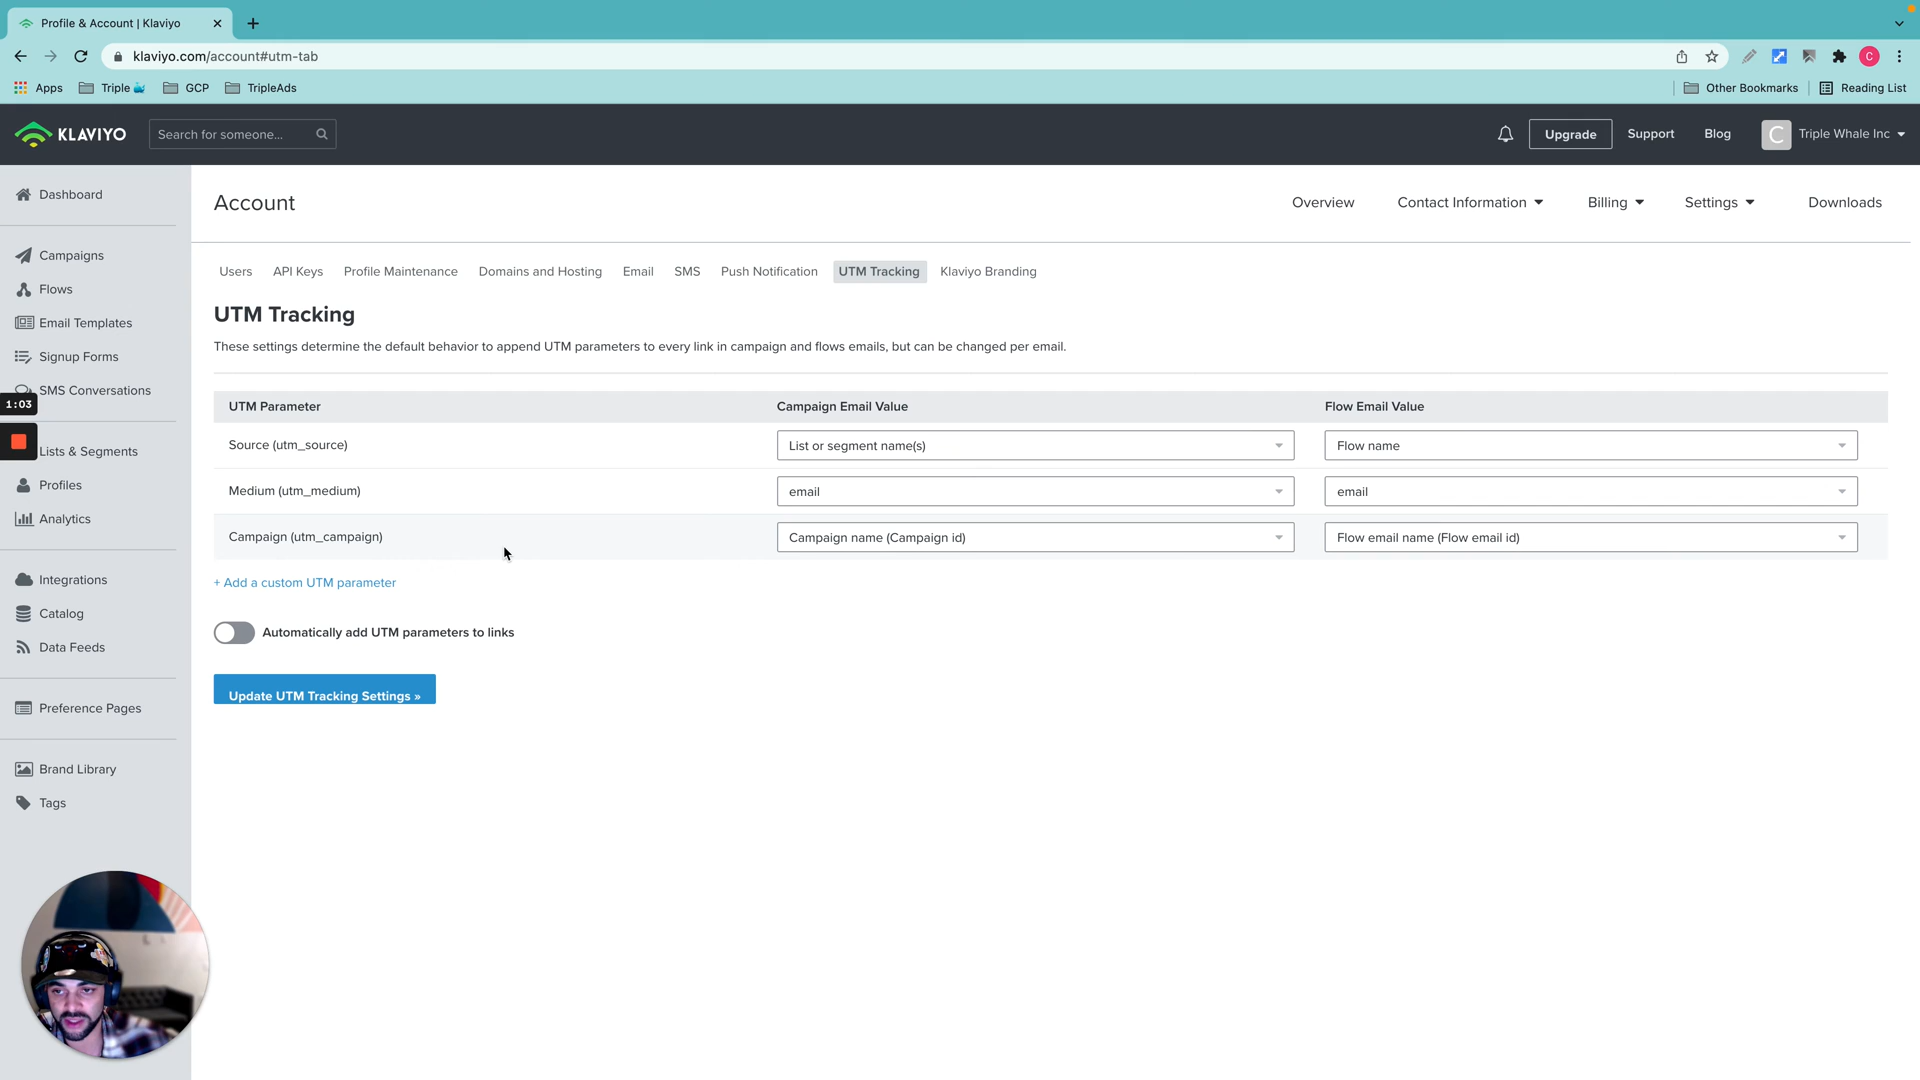 Profile & Account | Klaviyo
klaviyo.com/account#utm-tab
Apps
Triple
GCP
TripleAds
Other Bookmarks
Reading List
C
KLAVIYO
Search for someone...
Upgrade
Support
Blog
C
Triple Whale Inc
Dashboard
Campaigns
Flows
Email Templates
Signup Forms
SMS Conversations
1:03
Lists & Segments
Profiles
Analytics
Integrations
Catalog
Data Feeds
Preference Pages
Brand Library
Tags
Account
Overview
Contact Information
Billing
Settings
Downloads
Users
API Keys
Profile Maintenance
Domains and Hosting
Email
SMS
Push Notification
UTM Tracking
Klaviyo Branding
UTM Tracking
These settings determine the default behavior to append UTM parameters to every link in campaign and flows emails, but can be changed per email.
UTM Parameter
Campaign Email Value
Flow Email Value
Source (utm_source)
List or segment name(s)
Flow name
Medium (utm_medium)
email
email
Campaign (utm_campaign)
Campaign name (Campaign id)
Flow email name (Flow email id)
+ Add a custom UTM parameter
Automatically add UTM parameters to links
Update UTM Tracking Settings »